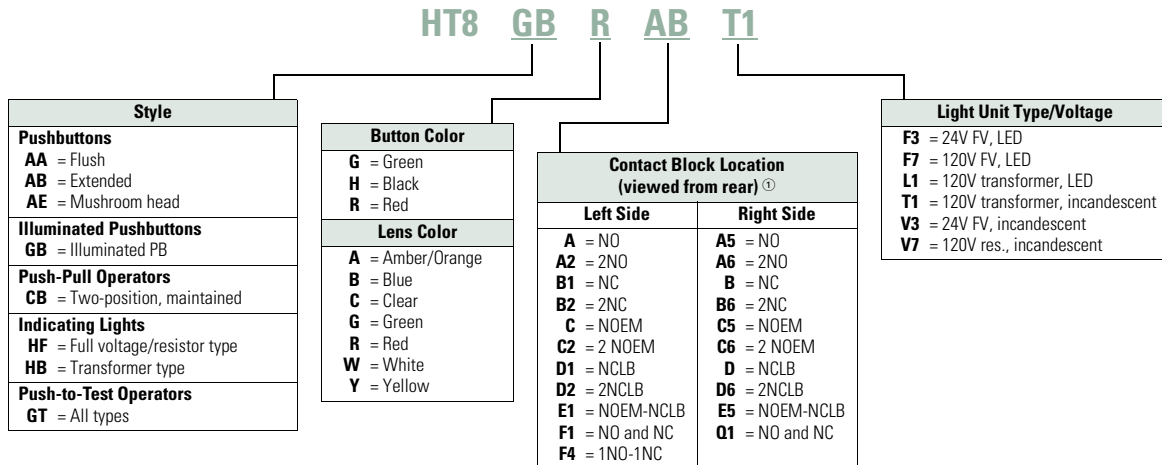 HT8 GB R AB T1
Style
Pushbuttons
AA = Flush
AB = Extended
AE = Mushroom head
Illuminated Pushbuttons
GB = Illuminated PB
Push-Pull Operators
CB = Two-position, maintained
Indicating Lights
HF = Full voltage/resistor type
HB = Transformer type
Push-to-Test Operators
GT = All types
Button Color
G = Green
H = Black
R = Red
Lens Color
A = Amber/Orange
B = Blue
C = Clear
G = Green
R = Red
W = White
Y = Yellow
Contact Block Location
(viewed from rear) ①
Left Side
A = NO
A2 = 2NO
B1 = NC
B2 = 2NC
C = NOEM
C2 = 2 NOEM
D1 = NCLB
D2 = 2NCLB
E1 = NOEM-NCLB
F1 = NO and NC
F4 = 1NO-1NC
Right Side
A5 = NO
A6 = 2NO
B = NC
B6 = 2NC
C5 = NOEM
C6 = 2 NOEM
D = NCLB
D6 = 2NCLB
E5 = NOEM-NCLB
Q1 = NO and NC
Light Unit Type/Voltage
F3 = 24V FV, LED
F7 = 120V FV, LED
L1 = 120V transformer, LED
T1 = 120V transformer, incandescent
V3 = 24V FV, incandescent
V7 = 120V res., incandescent